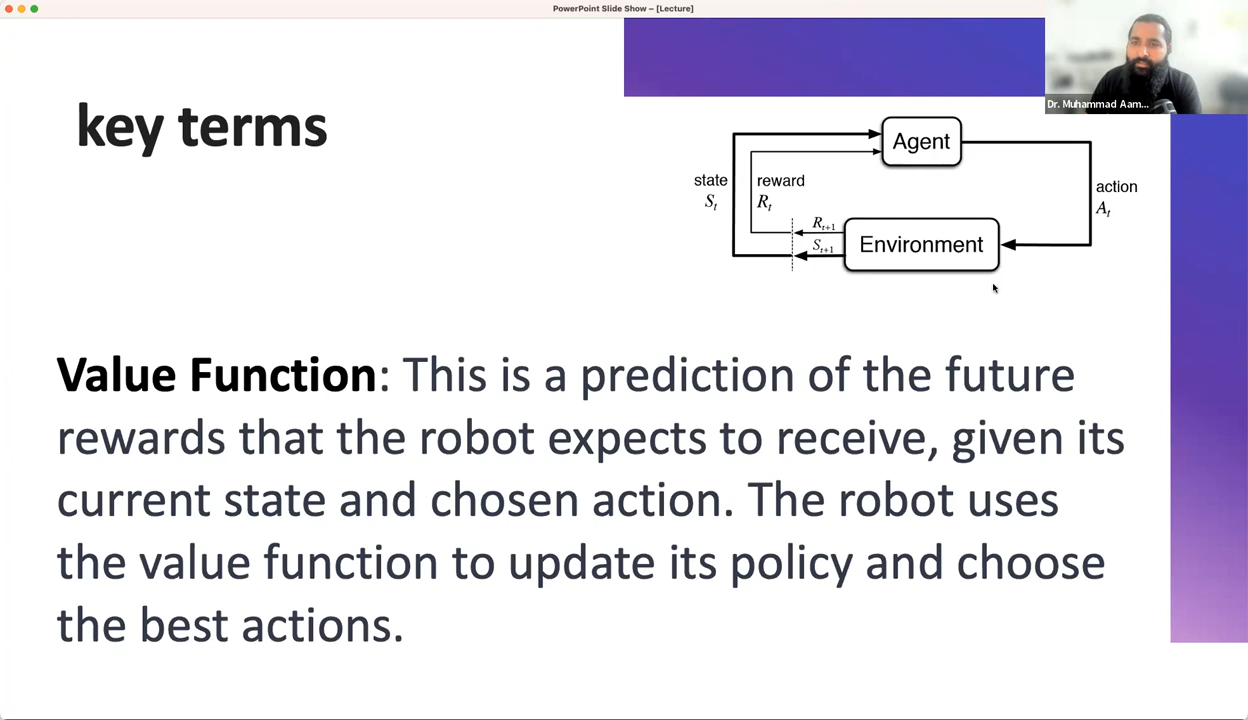 PowerPoint Slide Show – [Lecture]
Dr. Muhammad Aam...
key terms
Agent
state
S_t
reward
R_t
action
A_t
R_{t+1}
S_{t+1}
Environment
Value Function: This is a prediction of the future
rewards that the robot expects to receive, given its
current state and chosen action. The robot uses
the value function to update its policy and choose
the best actions.